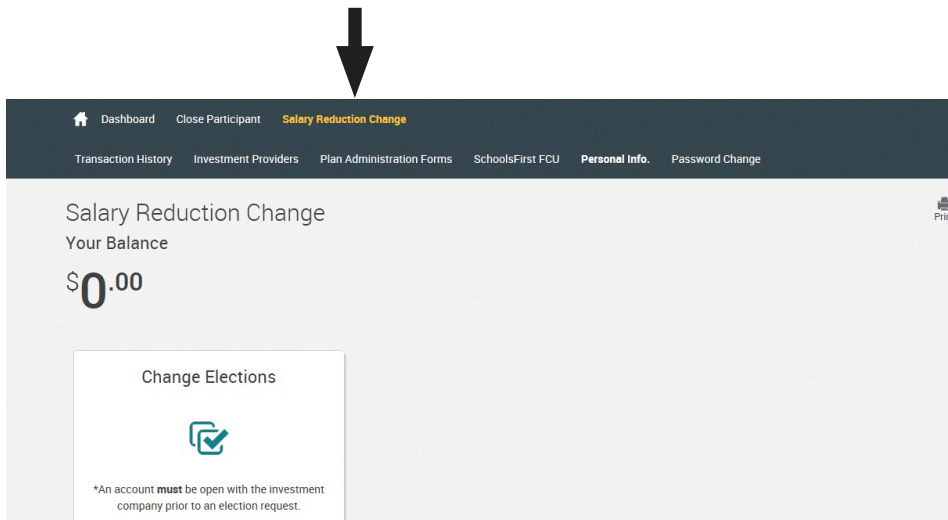 Dashboard Close Participant Salary Reduction Change
Transaction History Investment Providers Plan Administration Forms SchoolsFirst FCU Personal Info. Password Change
Salary Reduction Change
Your Balance
$0.00
Change Elections
*An account must be open with the investment
company prior to an election request.